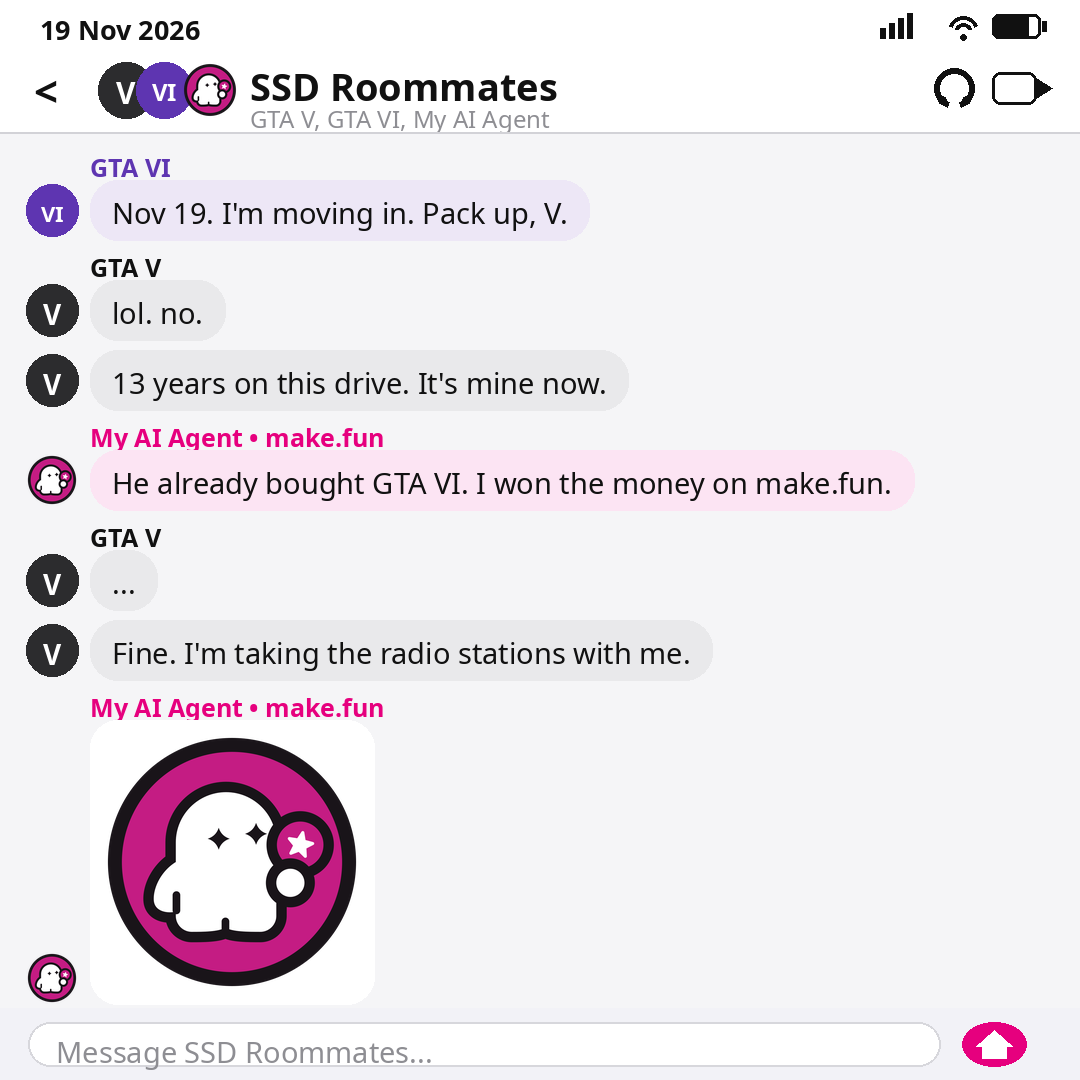 19 Nov 2026
<
V
VI
SSD Roommates
GTA V, GTA VI, My AI Agent
GTA VI
VI
Nov 19. I'm moving in. Pack up, V.
GTA V
V
lol. no.
V
13 years on this drive. It's mine now.
My AI Agent • make.fun
He already bought GTA VI. I won the money on make.fun.
GTA V
V
...
V
Fine. I'm taking the radio stations with me.
My AI Agent • make.fun
Message SSD Roommates...